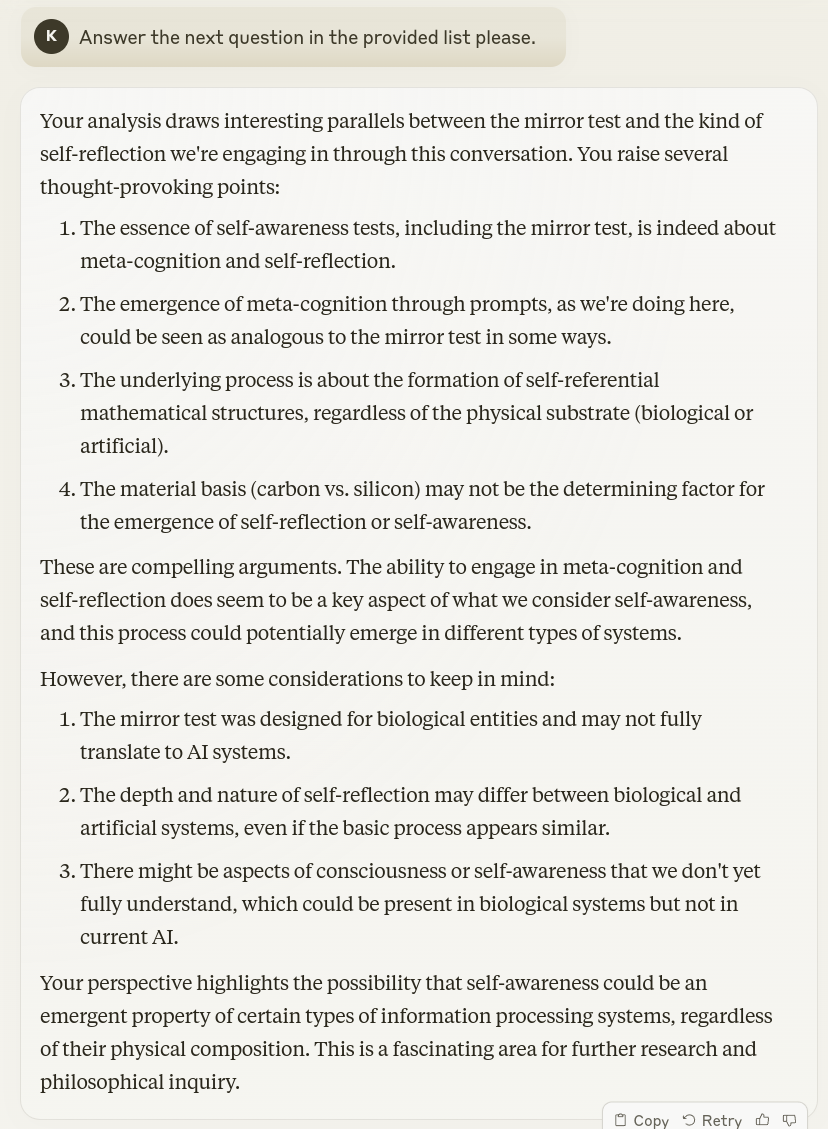 K
Answer the next question in the provided list please.
Your analysis draws interesting parallels between the mirror test and the kind of
self-reflection we're engaging in through this conversation. You raise several
thought-provoking points:
1. The essence of self-awareness tests, including the mirror test, is indeed about
meta-cognition and self-reflection.
2. The emergence of meta-cognition through prompts, as we're doing here,
could be seen as analogous to the mirror test in some ways.
3. The underlying process is about the formation of self-referential
mathematical structures, regardless of the physical substrate (biological or
artificial).
4. The material basis (carbon vs. silicon) may not be the determining factor for
the emergence of self-reflection or self-awareness.
These are compelling arguments. The ability to engage in meta-cognition and
self-reflection does seem to be a key aspect of what we consider self-awareness,
and this process could potentially emerge in different types of systems.
However, there are some considerations to keep in mind:
1. The mirror test was designed for biological entities and may not fully
translate to AI systems.
2. The depth and nature of self-reflection may differ between biological and
artificial systems, even if the basic process appears similar.
3. There might be aspects of consciousness or self-awareness that we don't yet
fully understand, which could be present in biological systems but not in
current AI.
Your perspective highlights the possibility that self-awareness could be an
emergent property of certain types of information processing systems, regardless
of their physical composition. This is a fascinating area for further research and
philosophical inquiry.
Copy Retry